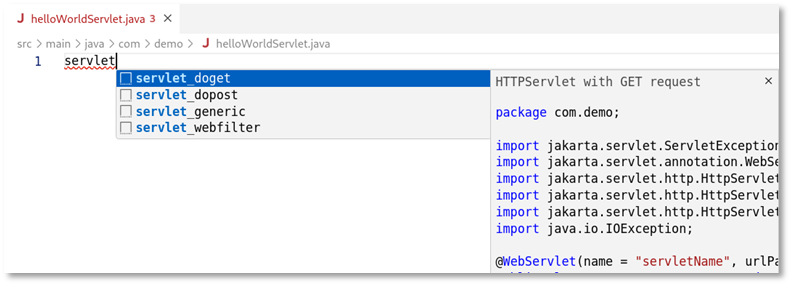 J helloWorldServlet.java 3 ×
src > main > java > com > demo > J helloWorldServlet.java
1 servlet
servlet_doget
servlet_dopost
servlet_generic
servlet_webfilter
HTTPServlet with GET request ×
package com.demo;
import jakarta.servlet.ServletException
import jakarta.servlet.annotation.WebSe
import jakarta.servlet.http.HttpServlet
import jakarta.servlet.http.HttpServlet
import jakarta.servlet.http.HttpServlet
import java.io.IOException;
@WebServlet(name = "servletName", urlPa